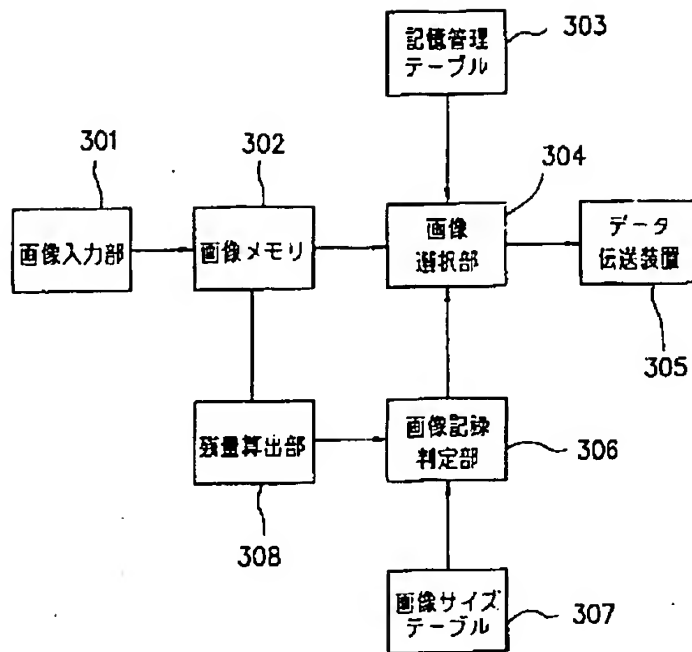 記憶管理
テーブル
303
301
302
304
画像入力部
画像メモリ
画像
選択部
データ
伝送装置
305
残量算出部
画像記録
判定部
306
308
画像サイズ
テーブル
307